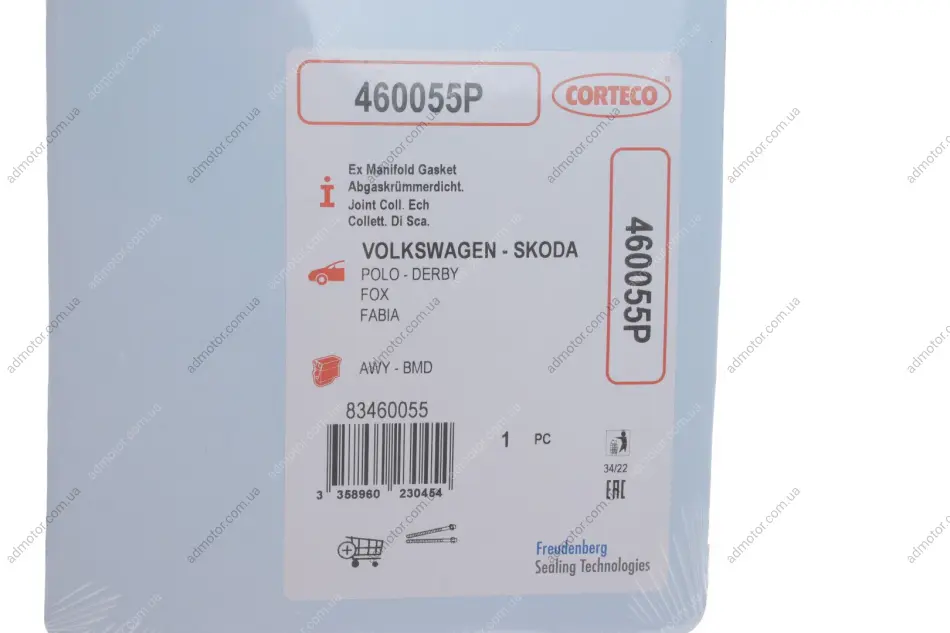 460055P
CORTECO®
Ex Manifold Gasket
Abgaskrümmerdicht.
Joint Coll. Ech
Collett. Di Sca.
VOLKSWAGEN - SKODA
POLO - DERBY
FOX
FABIA
460055P
AWY - BMD
83460055
1 PC
3 358960 230454
34/22
EAC
Freudenberg
Sealing Technologies
admotor.com.ua